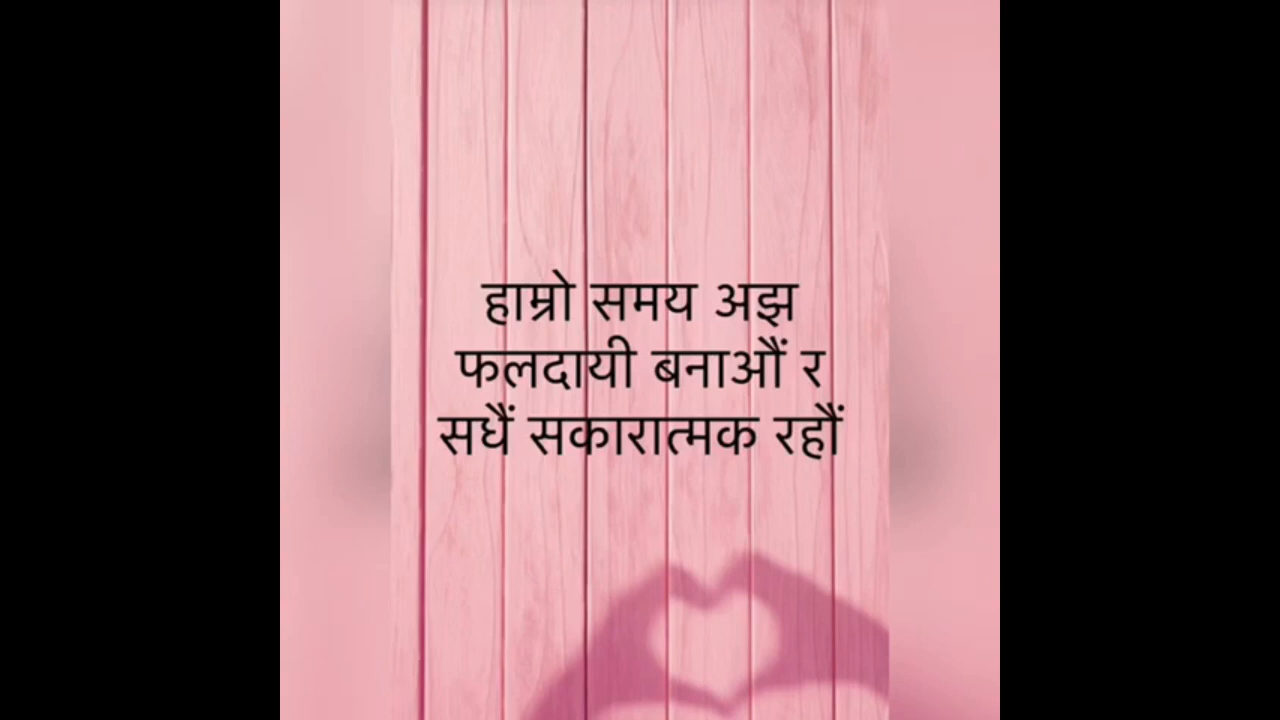 हाम्रो समय अझ
फलदायी बनाऔं र
सधैं सकारात्मक रहौं